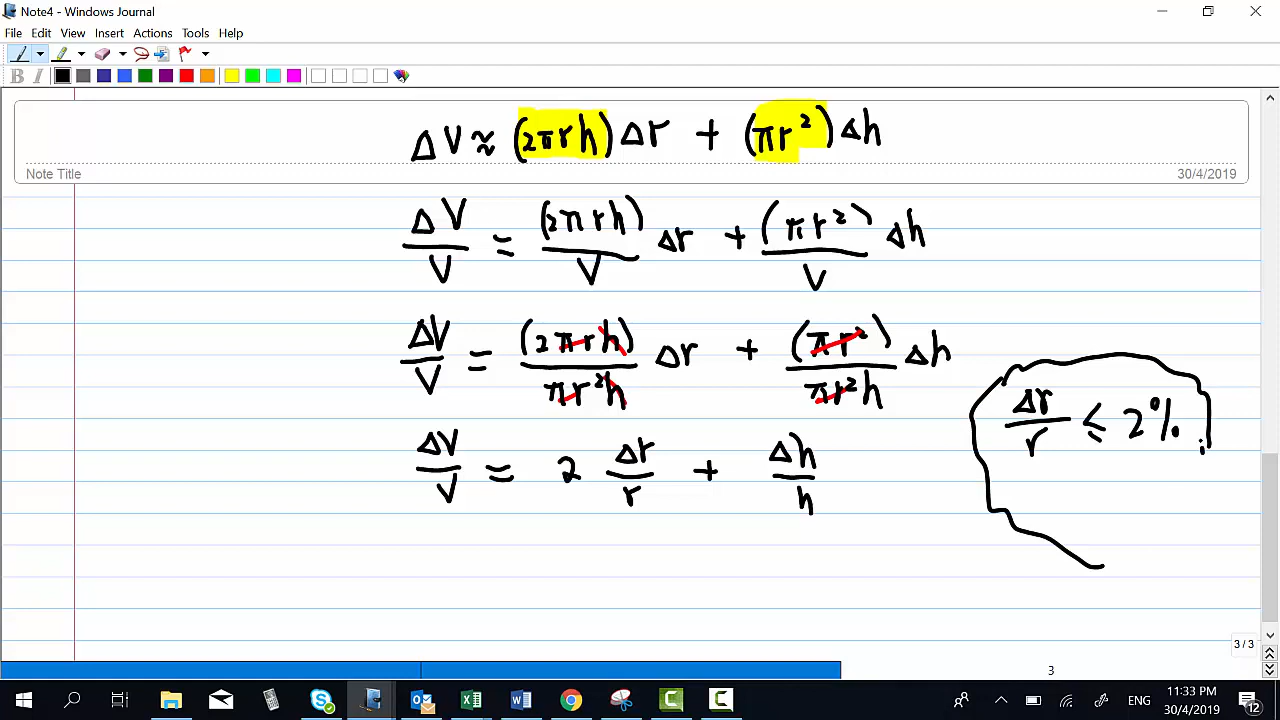 Note4 - Windows Journal
File Edit View Insert Actions Tools Help
B I
ΔV ≈ (2πrh) Δr + (πr²) Δh
Note Title
30/4/2019
ΔV/V = (2πrh)/V Δr + (πr²)/V Δh
ΔV/V = (2πrh)/πr²h Δr + (πr²)/πr²h Δh
Δr/r ≤ 2%
ΔV/V = 2 Δr/r + Δh/h
3 / 3
3
11:33 PM
ENG
30/4/2019
12